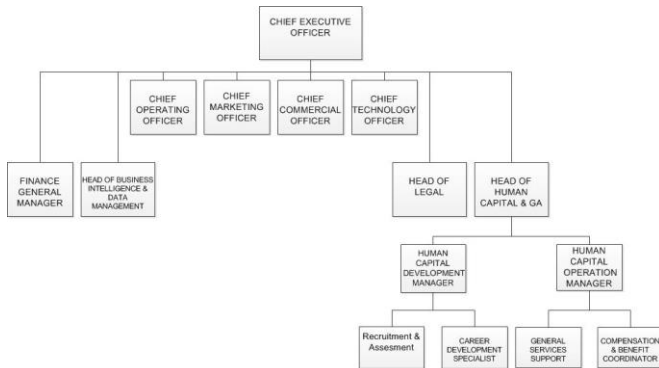 CHIEF EXECUTIVE
OFFICER
CHIEF
OPERATING
OFFICER
CHIEF
MARKETING
OFFICER
CHIEF
COMMERCIAL
OFFICER
CHIEF
TECHNOLOGY
OFFICER
FINANCE
GENERAL
MANAGER
HEAD OF BUSINESS
INTELLIGENCE &
DATA
MANAGEMENT
HEAD OF
LEGAL
HEAD OF
HUMAN
CAPITAL & GA
HUMAN
CAPITAL
DEVELOPMENT
MANAGER
HUMAN
CAPITAL
OPERATION
MANAGER
Recruitment &
Assesment
CAREER
DEVELOPMENT
SPECIALIST
GENERAL
SERVICES
SUPPORT
COMPENSATION
& BENEFIT
COORDINATOR